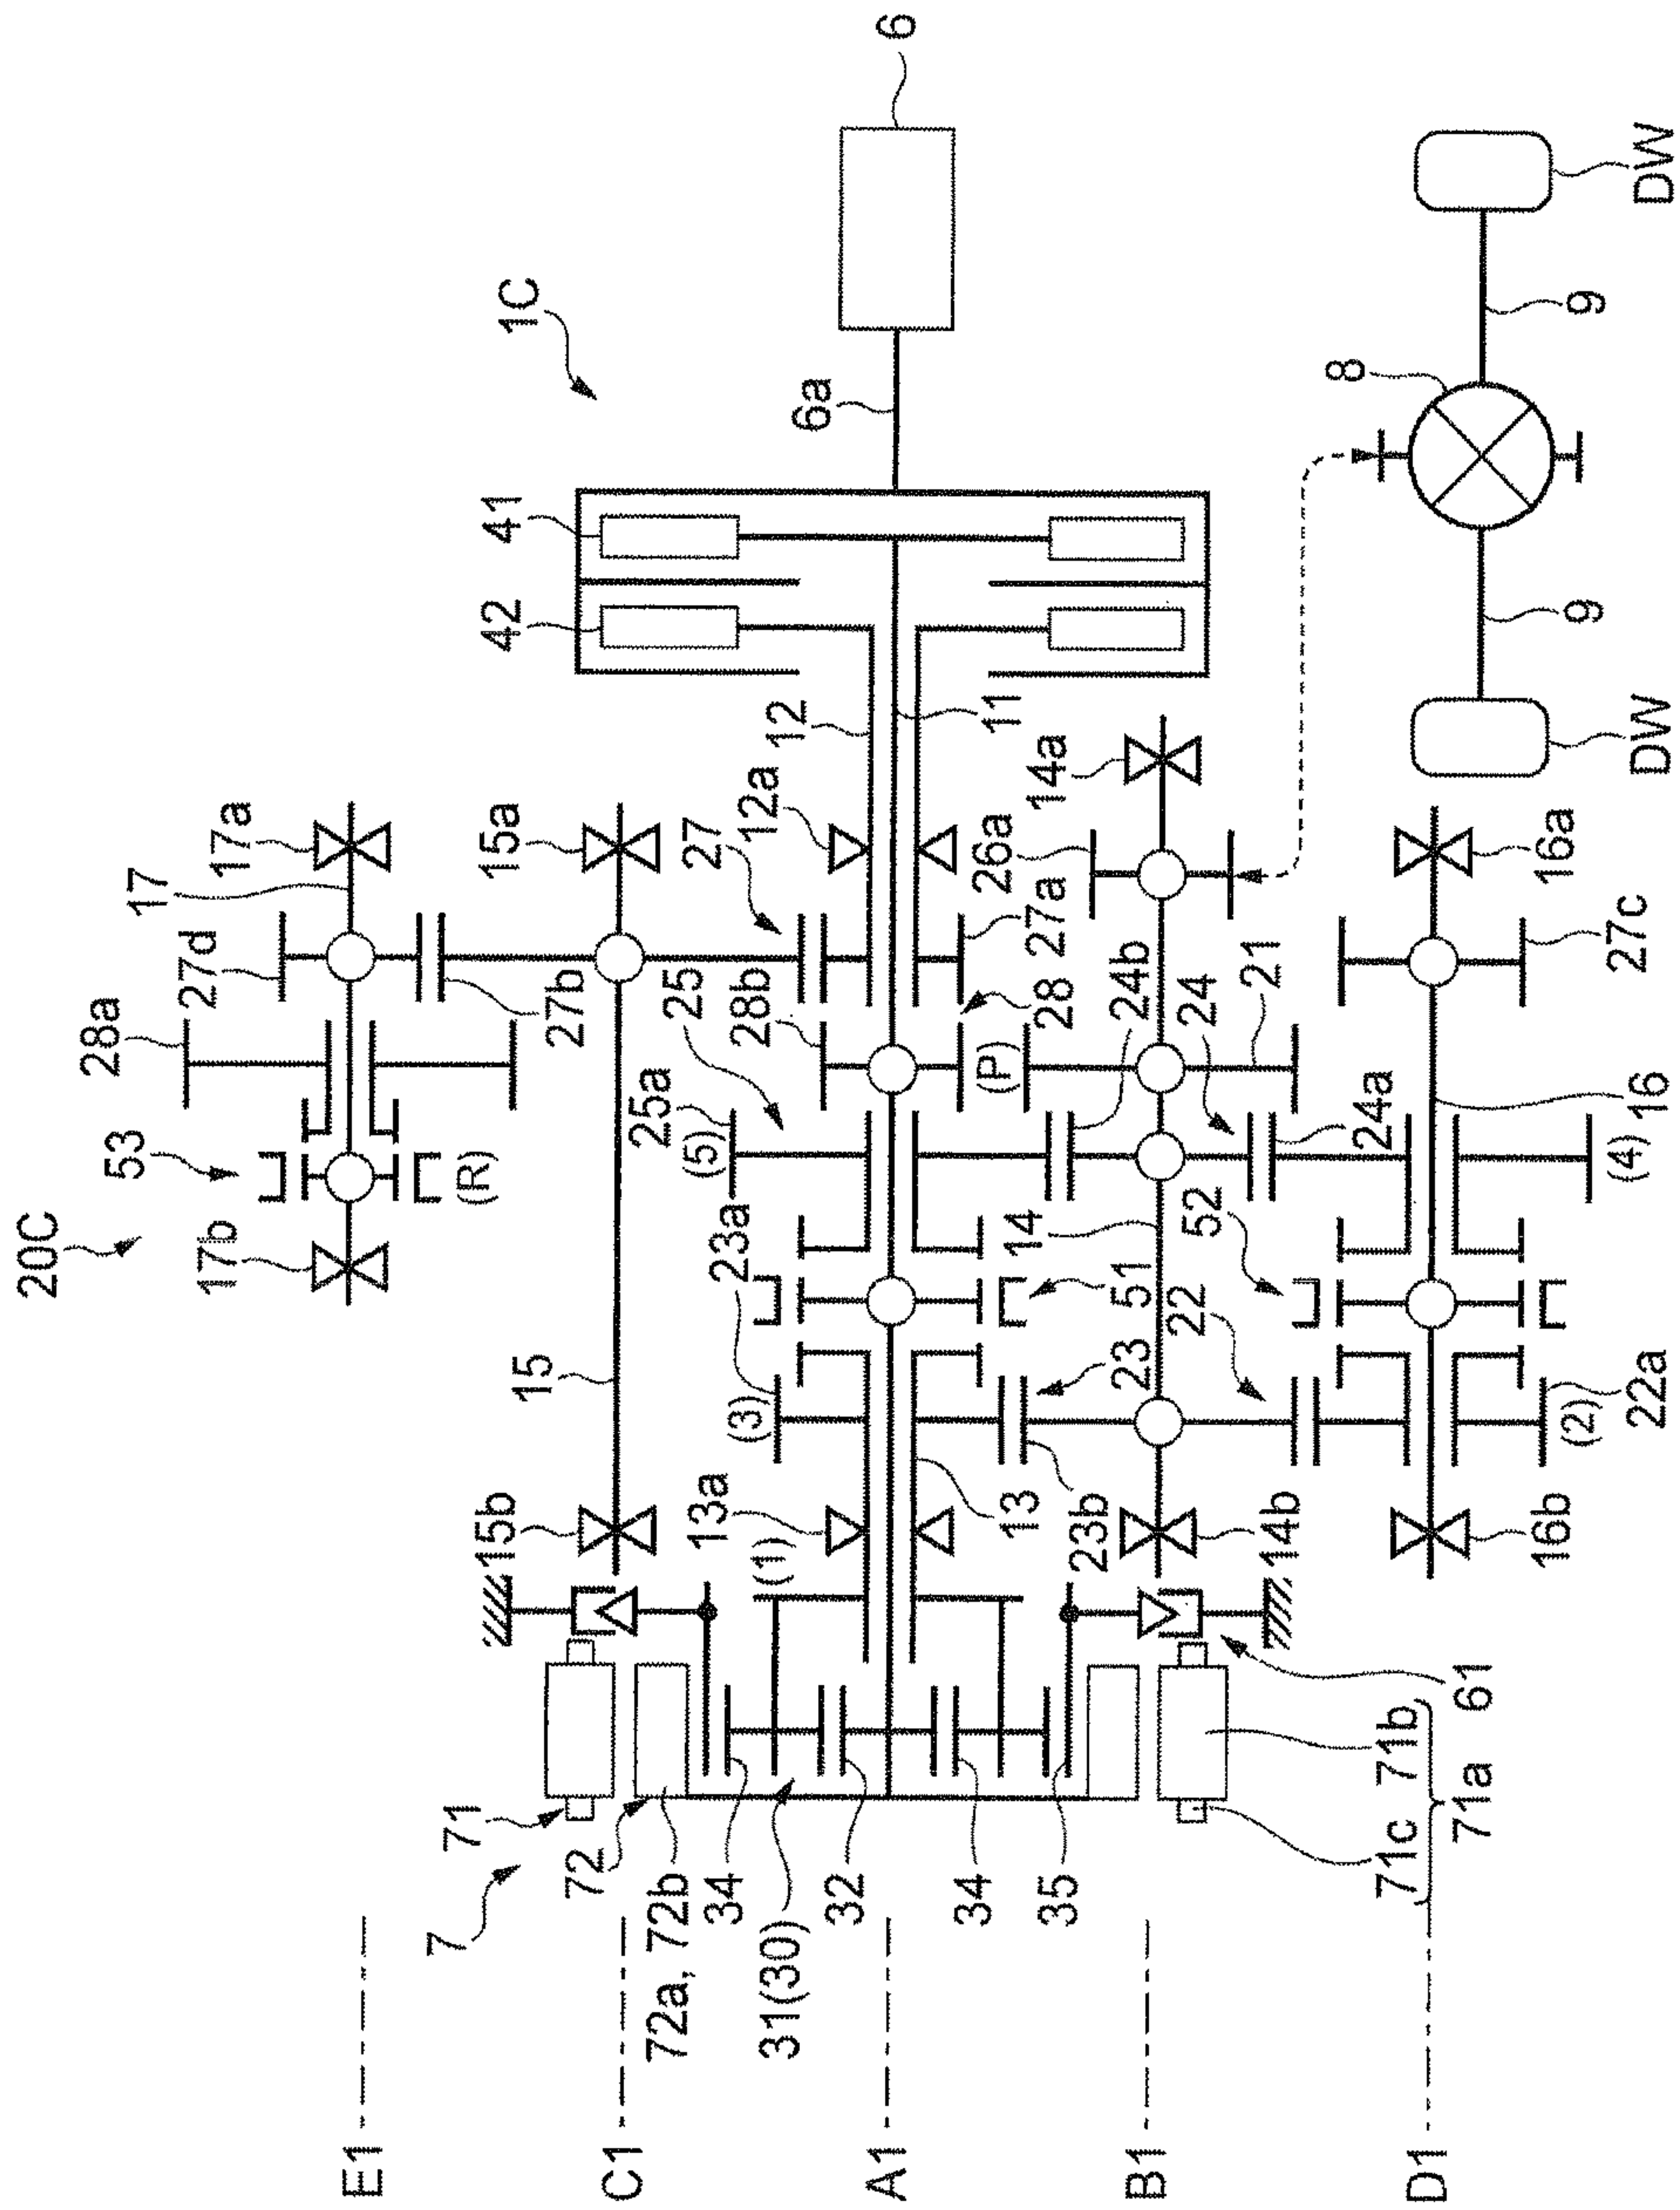 6
1C
6a
41
42
12
11
8
9
9
DW
DW
17
17a
27d
28a
53
20C
17b
(R)
15a
27
12a
26a
14a
27b
28b
25
25a
(5)
27a
28
(P)
24b
24
21
24a
16a
27c
16
(4)
23a
(3)
14
51
52
22
23
15
15b
13a
(1)
13
23b
14b
16b
(2)
22a
7
71
72
72a, 72b
34
31(30)
32
34
35
61
71b
71c
71a
E1
C1
A1
B1
D1